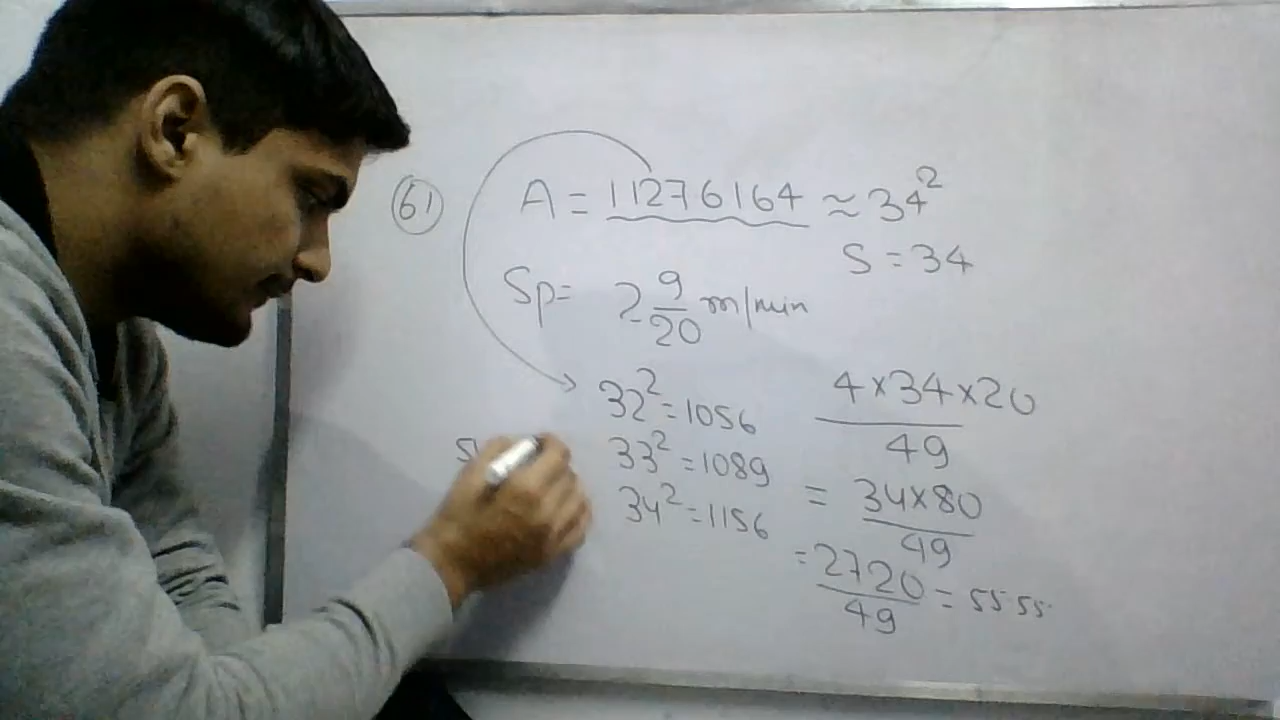 61
A = 11276164 ≈ 34²
S = 34
Sp = 2 9/20 m/min
32² = 1056
33² = 1089
34² = 1156
4×34×20/49
= 34×80/49
= 2720/49 = 55.55